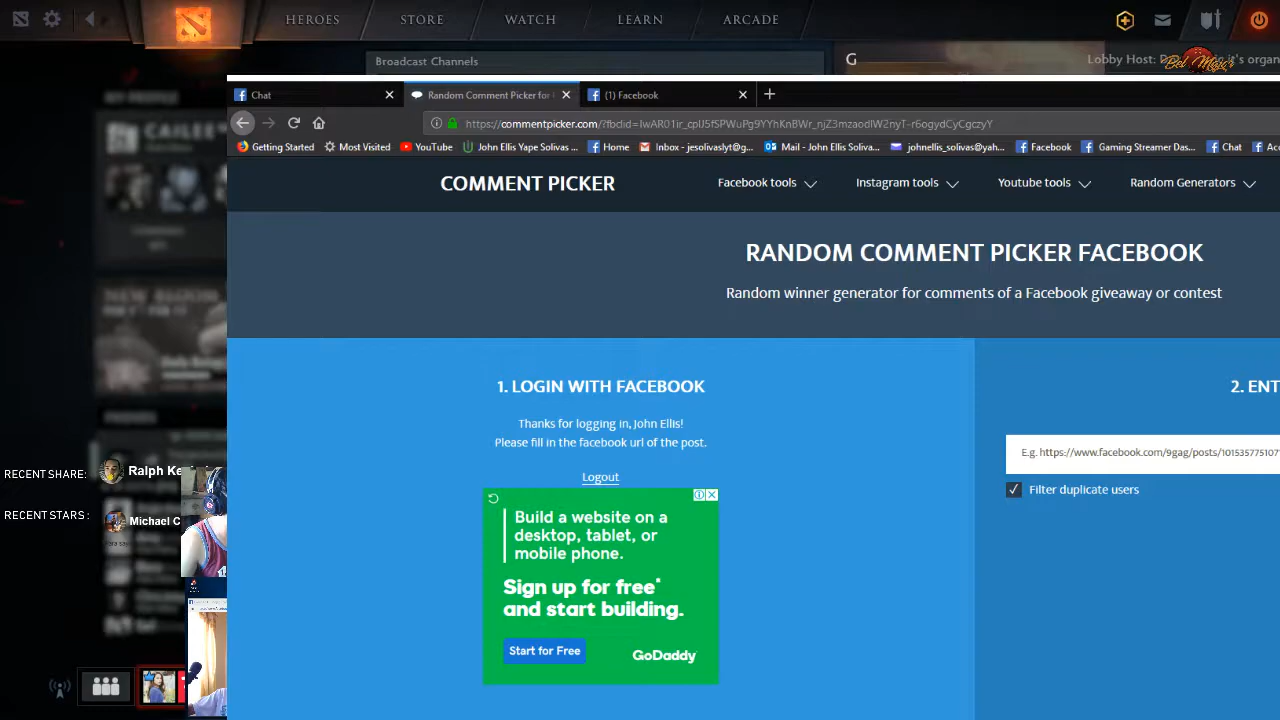 HEROES STORE WATCH LEARN ARCADE
Broadcast Channels
G
Lobby Host:
Chat
Random Comment Picker for
(1) Facebook
Getting Started
Most Visited
YouTube
John Ellis Yape Solivas ...
Home
Inbox - jesolivaslyt@g...
Mail - John Ellis Soliva...
johnellis_solivas@yah...
Facebook
Gaming Streamer Das...
Chat
COMMENT PICKER
Facebook tools
Instagram tools
Youtube tools
Random Generators
RANDOM COMMENT PICKER FACEBOOK
Random winner generator for comments of a Facebook giveaway or contest
1. LOGIN WITH FACEBOOK
Thanks for logging in, John Ellis!
Please fill in the facebook url of the post.
Logout
2. ENT
E.g. https://www.facebook.com/9gag/posts/101535775107
Filter duplicate users
Build a website on a
desktop, tablet, or
mobile phone.
Sign up for free*
and start building.
Start for Free
GoDaddy
MY PROFILE
RECENT SHARE: Ralph Ke
RECENT STARS : Michael C